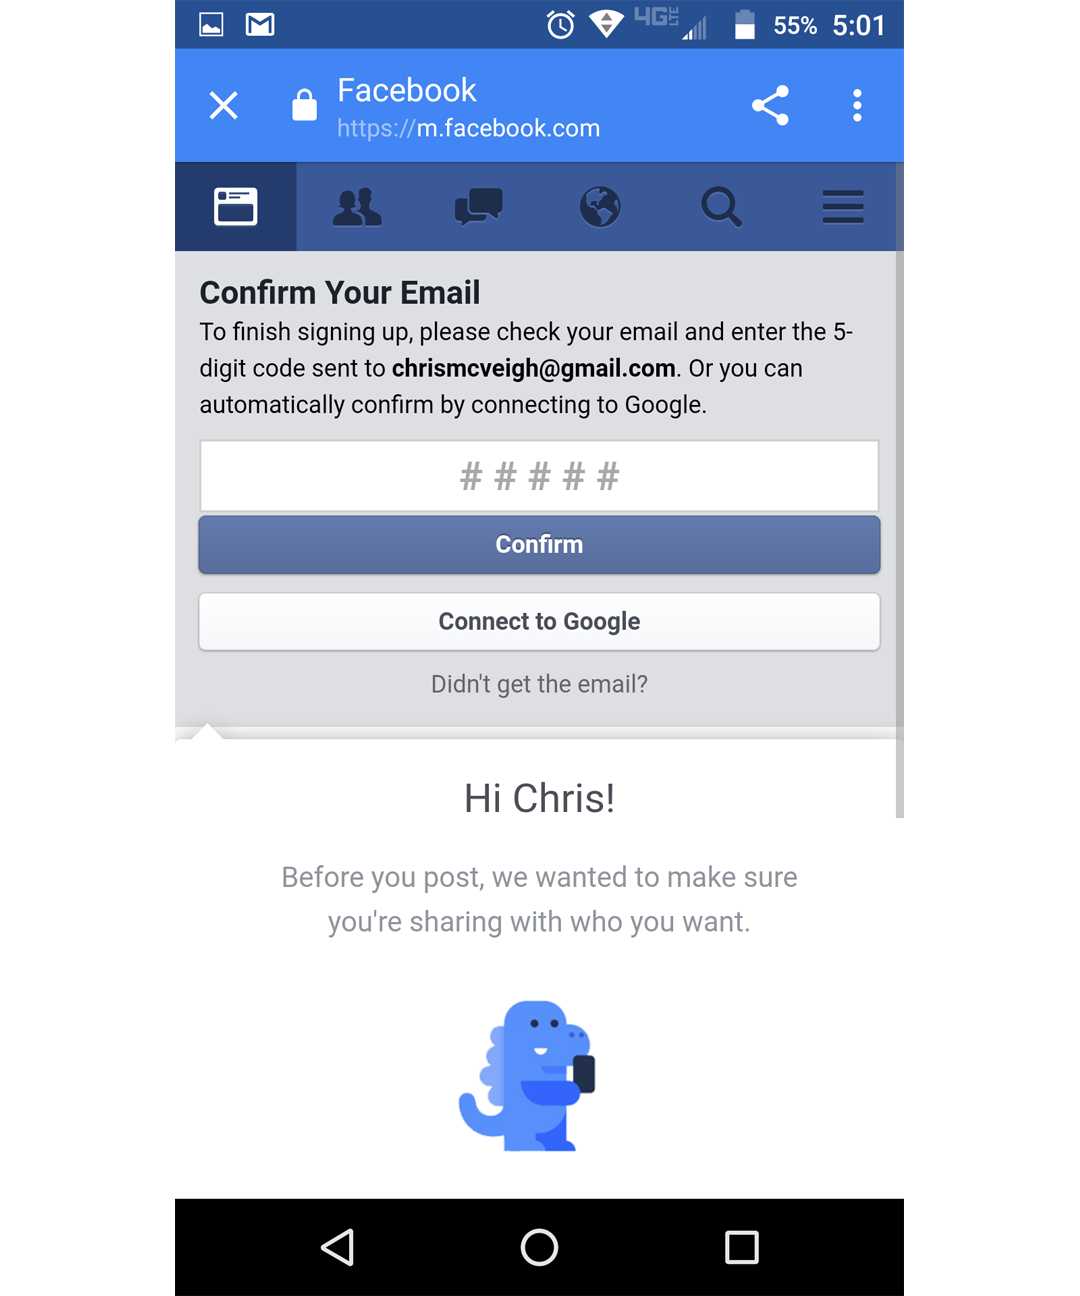 4G LTE 55% 5:01
Facebook
https://m.facebook.com
Confirm Your Email
To finish signing up, please check your email and enter the 5-
digit code sent to chrismcveigh@gmail.com. Or you can
automatically confirm by connecting to Google.
# # # # #
Confirm
Connect to Google
Didn't get the email?
Hi Chris!
Before you post, we wanted to make sure
you're sharing with who you want.